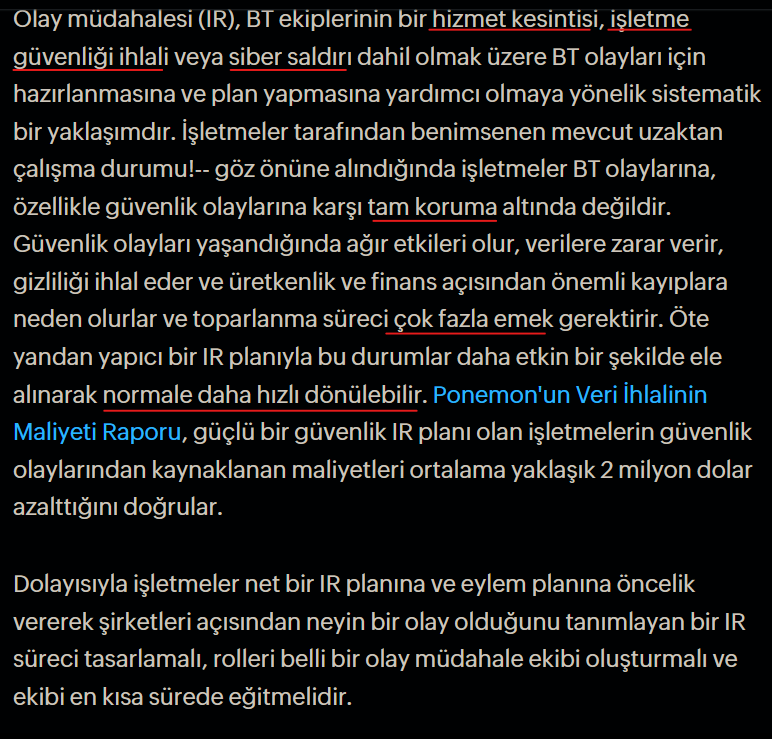 Olay müdahalesi (IR), BT ekiplerinin bir hizmet kesintisi, işletme
güvenliği ihlali veya siber saldırı dahil olmak üzere BT olayları için
hazırlanmasına ve plan yapmasına yardımcı olmaya yönelik sistematik
bir yaklaşımdır. İşletmeler tarafından benimsenen mevcut uzaktan
çalışma durumu!-- göz önüne alındığında işletmeler BT olaylarına,
özellikle güvenlik olaylarına karşı tam koruma altında değildir.
Güvenlik olayları yaşandığında ağır etkileri olur, verilere zarar verir,
gizliliği ihlal eder ve üretkenlik ve finans açısından önemli kayıplara
neden olurlar ve toparlanma süreci çok fazla emek gerektirir. Öte
yandan yapıcı bir IR planıyla bu durumlar daha etkin bir şekilde ele
alınarak normale daha hızlı dönülebilir. Ponemon'un Veri İhlalinin
Maliyeti Raporu, güçlü bir güvenlik IR planı olan işletmelerin güvenlik
olaylarından kaynaklanan maliyetleri ortalama yaklaşık 2 milyon dolar
azalttığını doğrular.
Dolayısıyla işletmeler net bir IR planına ve eylem planına öncelik
vererek şirketleri açısından neyin bir olay olduğunu tanımlayan bir IR
süreci tasarlamalı, rolleri belli bir olay müdahale ekibi oluşturmalı ve
ekibi en kısa sürede eğitmelidir.